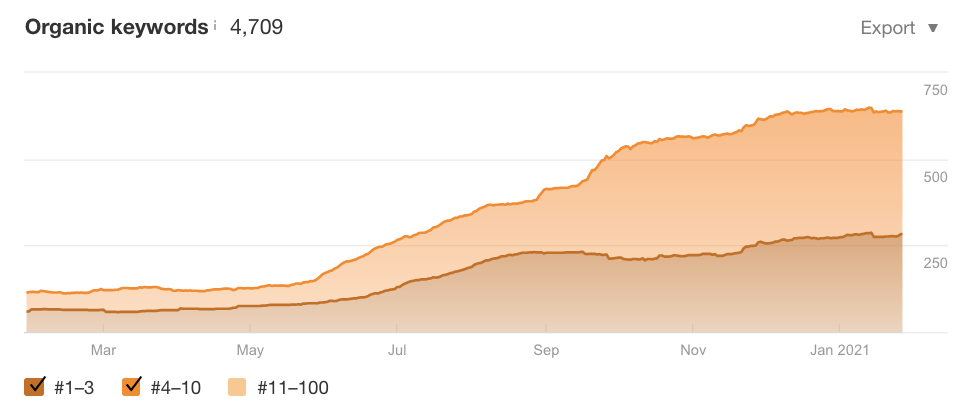 Organic keywords i 4,709
Export ▼
750
500
250
Mar May Jul Sep Nov Jan 2021
#1–3 #4–10 #11–100